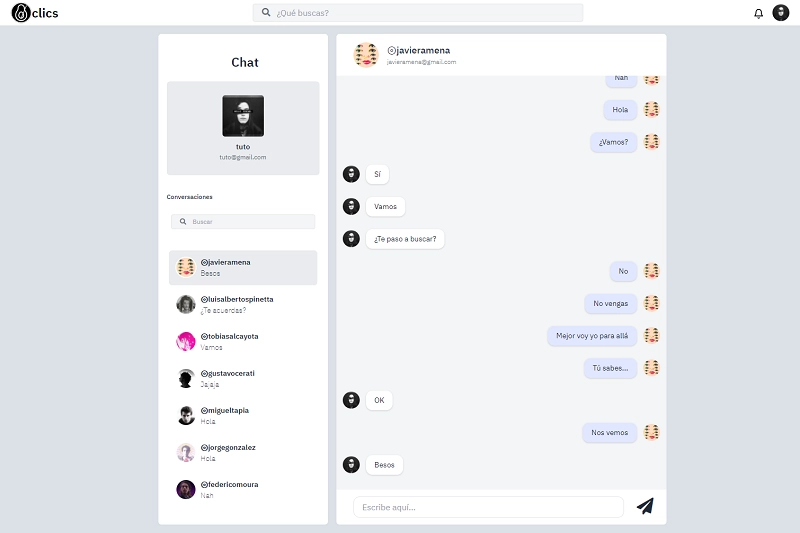 clics
¿Qué buscas?
Chat
tuto
tuto@gmail.com
Conversaciones
Buscar
@javieramena
Besos
@luisalbertospinetta
¿Te acuerdas?
@tobiasalcayota
Vamos
@gustavocerati
Jajaja
@migueltapia
Hola
@jorgegonzalez
Hola
@federicomoura
Nah
@javieramena
javieramena@gmail.com
Nah
Hola
¿Vamos?
Sí
Vamos
¿Te paso a buscar?
No
No vengas
Mejor voy yo para allá
Tú sabes...
OK
Nos vemos
Besos
Escribe aquí...